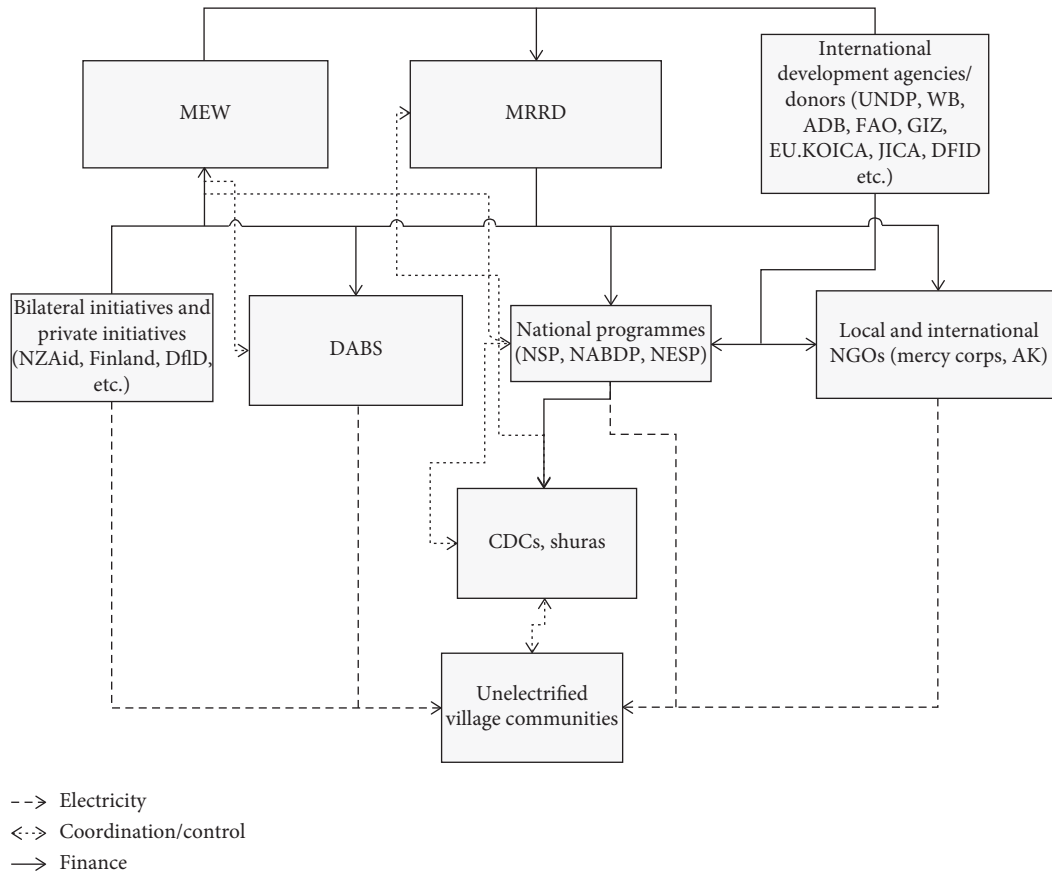 MEW
MRRD
International
development agencies/
donors (UNDP, WB,
ADB, FAO, GIZ,
EU.KOICA, JICA, DFID
etc.)
Bilateral initiatives and
private initiatives
(NZAid, Finland, DfID,
etc.)
DABS
National programmes
(NSP, NABDP, NESP)
Local and international
NGOs (mercy corps, AK)
CDCs, shuras
Unelectrified
village communities
Electricity
Coordination/control
Finance